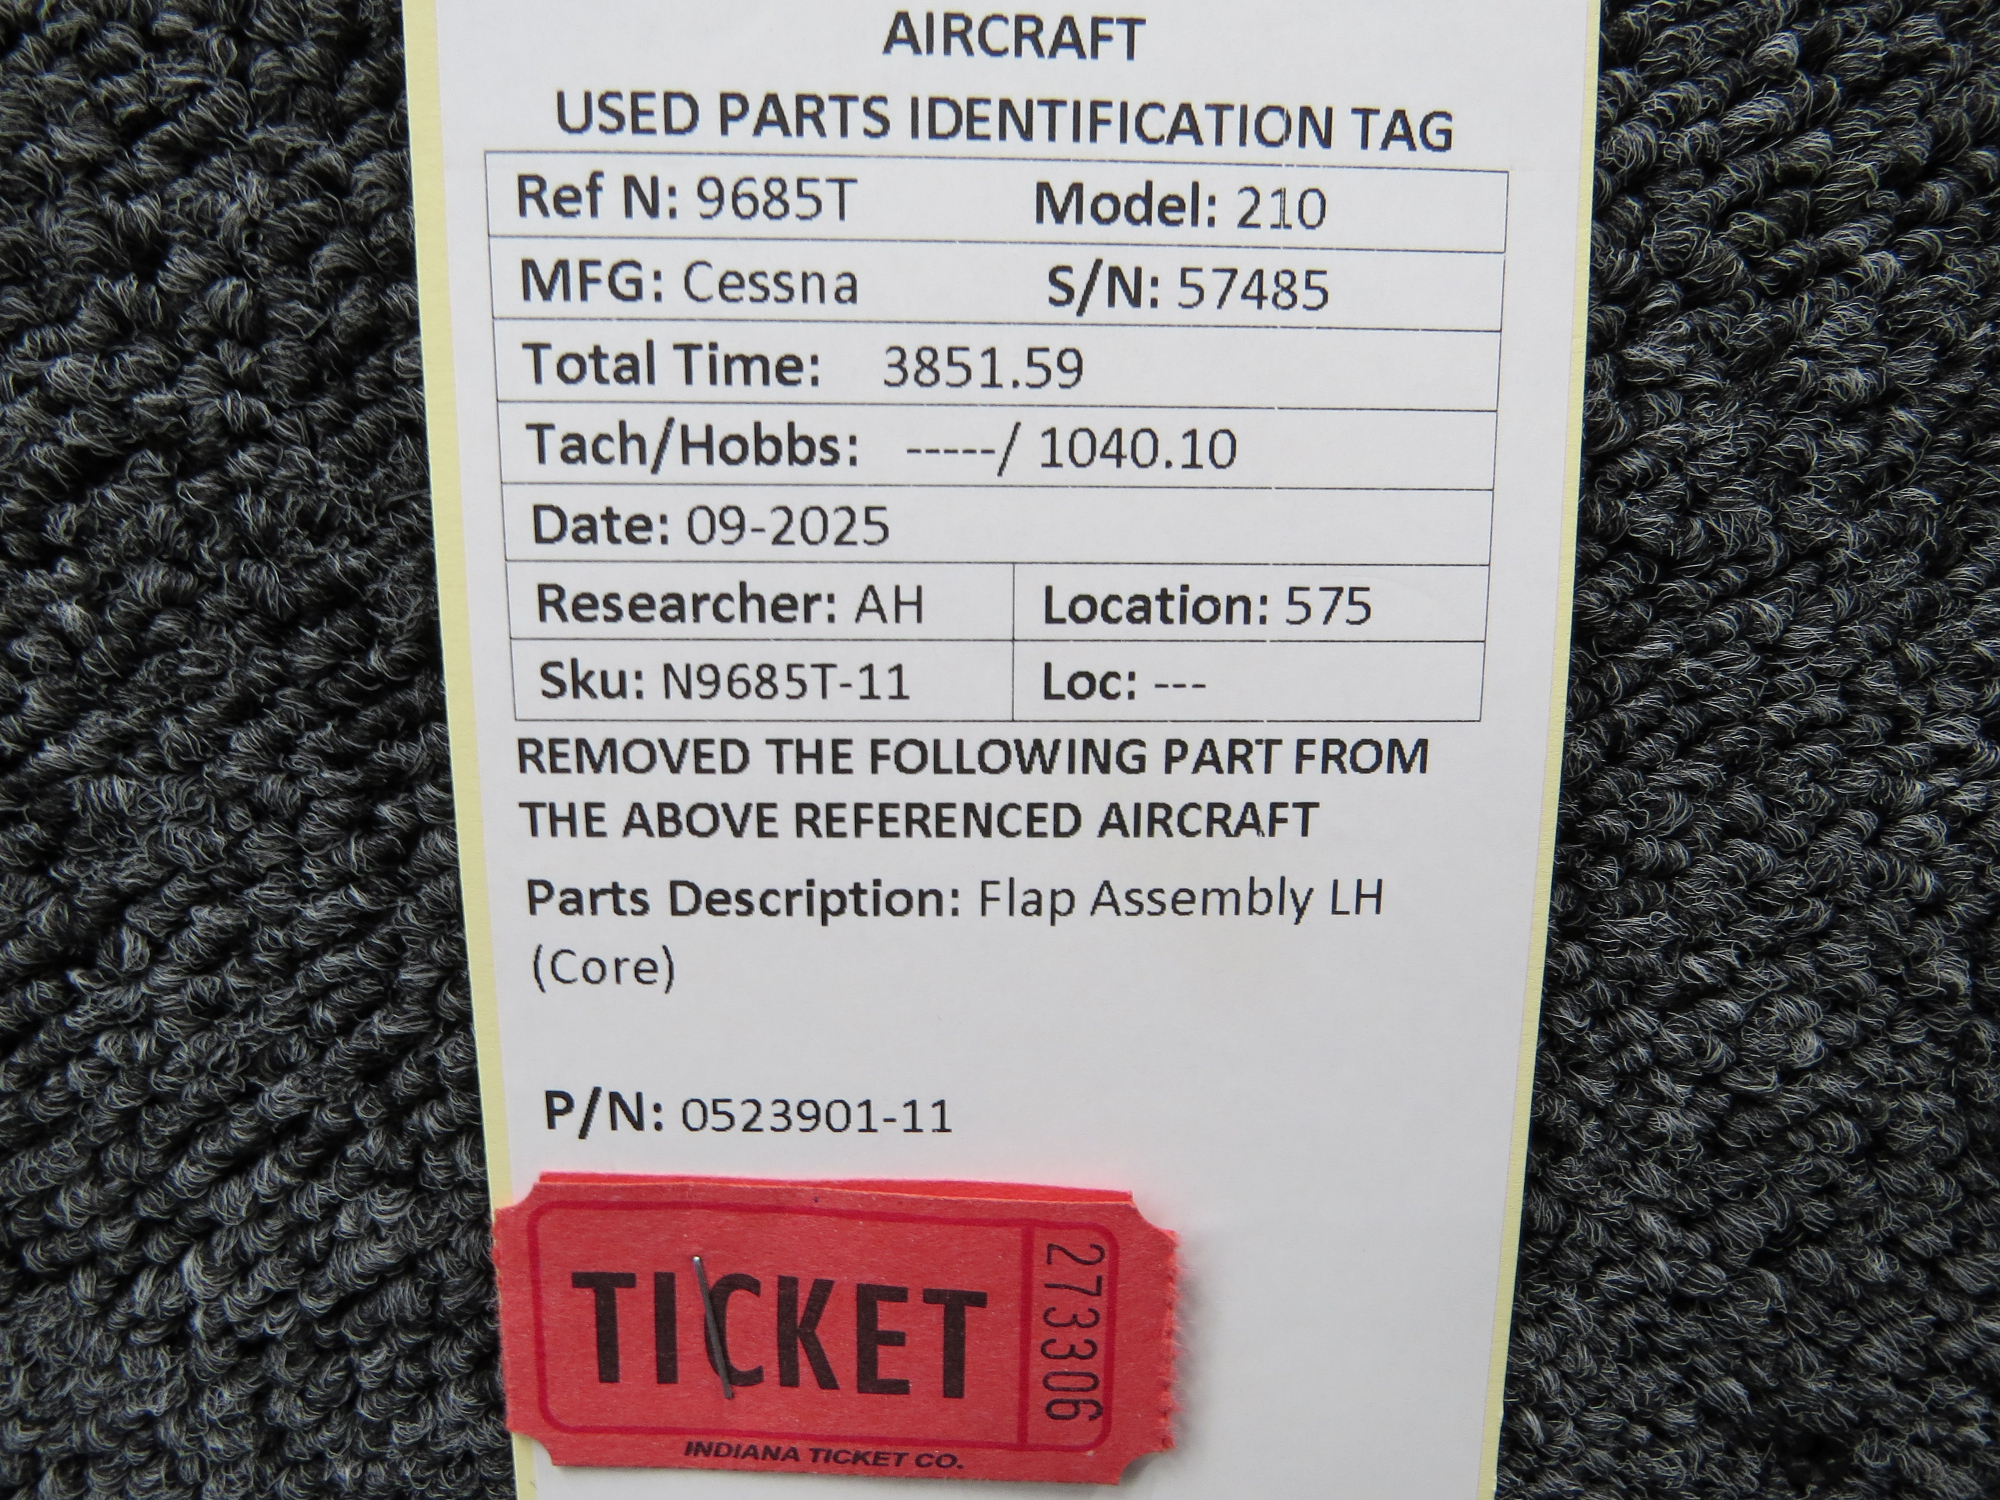 AIRCRAFT
USED PARTS IDENTIFICATION TAG
Ref N: 9685T Model: 210
MFG: Cessna S/N: 57485
Total Time: 3851.59
Tach/Hobbs: -----/ 1040.10
Date: 09-2025
Researcher: AH Location: 575
Sku: N9685T-11 Loc: ---
REMOVED THE FOLLOWING PART FROM
THE ABOVE REFERENCED AIRCRAFT
Parts Description: Flap Assembly LH
(Core)
P/N: 0523901-11
TICKET
273306
INDIANA TICKET CO.